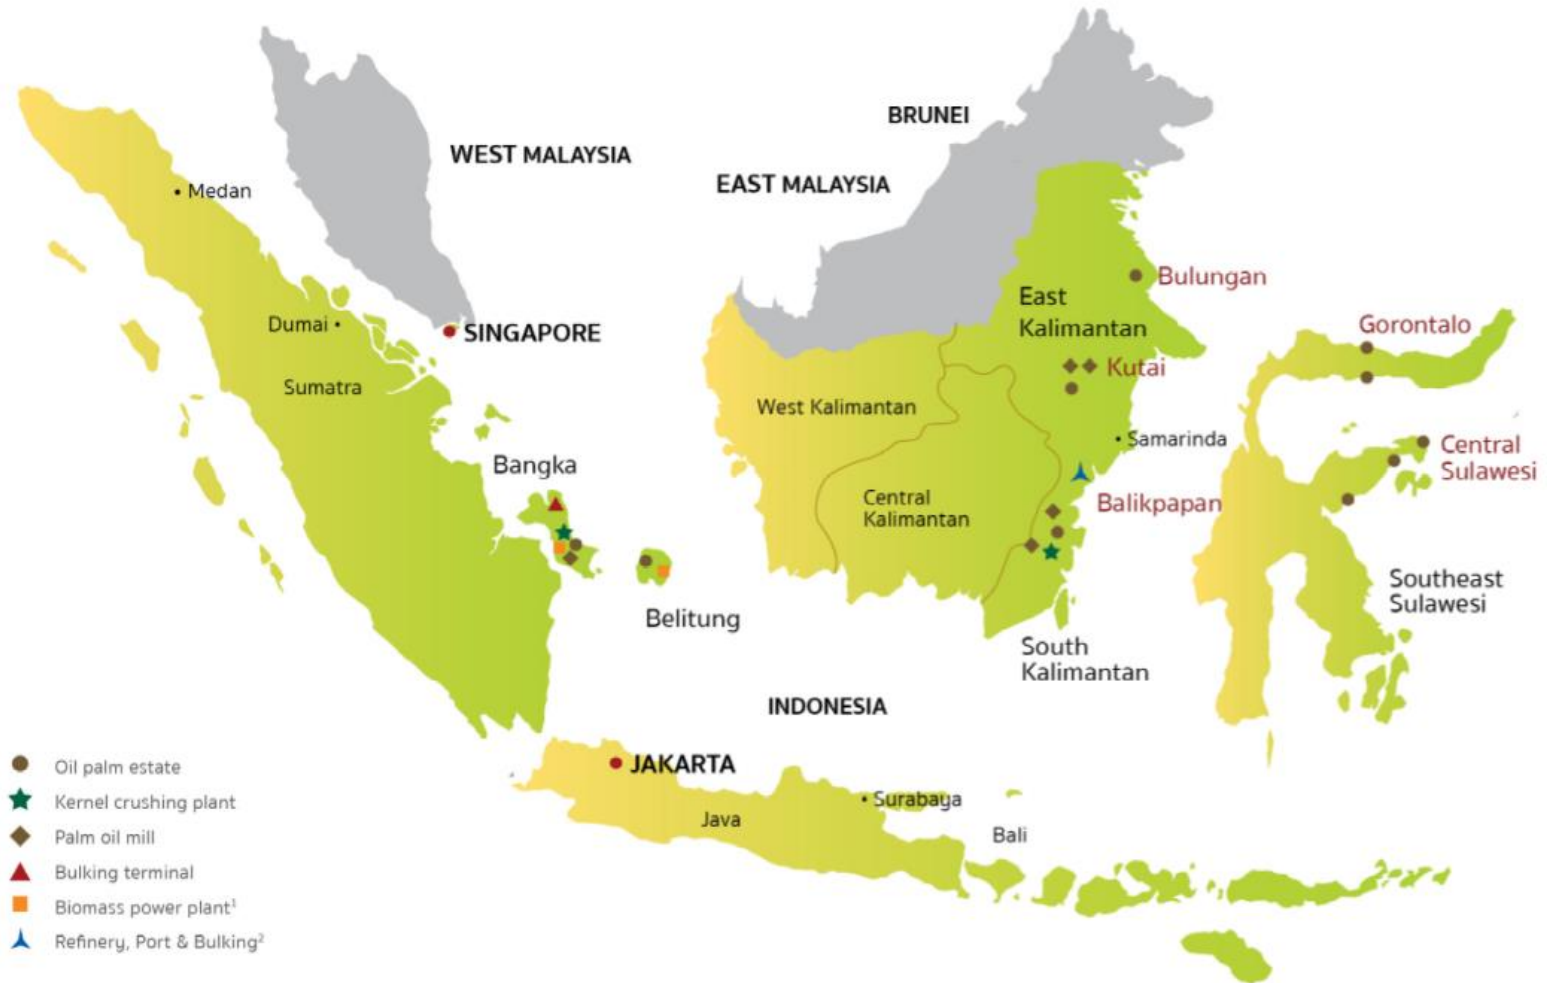 BRUNEI
WEST MALAYSIA
EAST MALAYSIA
Medan
Bulungan
East
Kalimantan
Gorontalo
Dumai
SINGAPORE
Kutai
Sumatra
West Kalimantan
Samarinda
Central
Sulawesi
Bangka
Central
Kalimantan
Balikpapan
Southeast
Sulawesi
Belitung
South
Kalimantan
INDONESIA
JAKARTA
Surabaya
Java
Bali
Oil palm estate
Kernel crushing plant
Palm oil mill
Bulking terminal
Biomass power plant¹
Refinery, Port & Bulking²